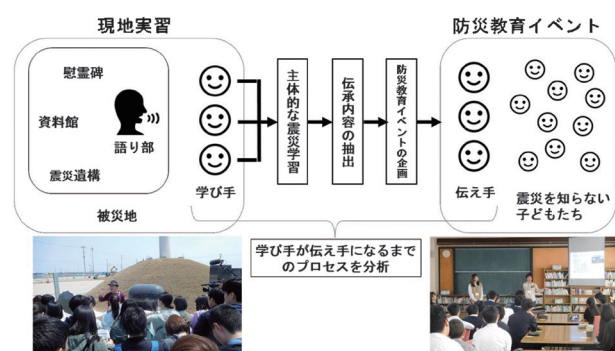 現地実習
防災教育イベント
慰霊碑
資料館
語り部
震災遺構
被災地
学び手
主体的な震災学習
伝承内容の抽出
防災教育イベントの企画
伝え手
震災を知らない
子どもたち
学び手が伝え手になるまで
のプロセスを分析